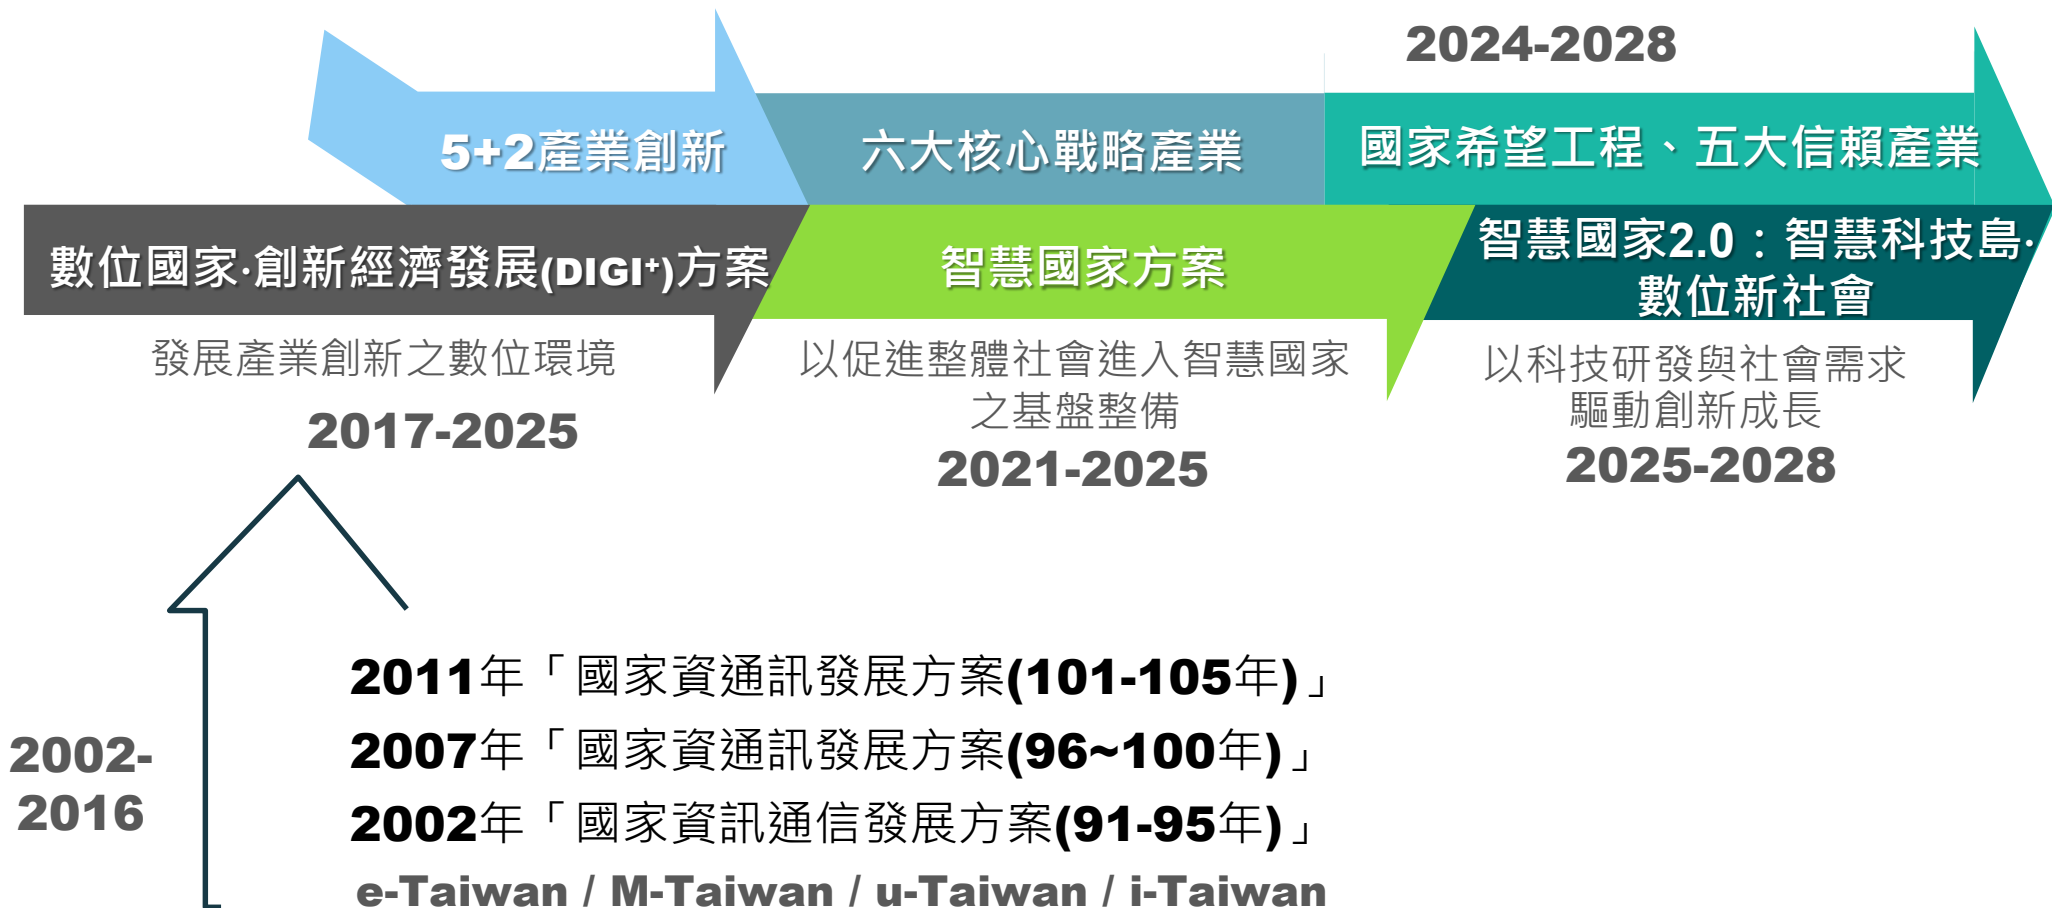 2024-2028
5+2產業創新
六大核心戰略產業
國家希望工程、五大信賴產業
數位國家·創新經濟發展(DIGI⁺)方案
智慧國家方案
智慧國家2.0：智慧科技島·
數位新社會
發展產業創新之數位環境
2017-2025
以促進整體社會進入智慧國家
之基盤整備
2021-2025
以科技研發與社會需求
驅動創新成長
2025-2028
2002-
2016
2011年「國家資通訊發展方案(101-105年)」
2007年「國家資通訊發展方案(96~100年)」
2002年「國家資訊通信發展方案(91-95年)」
e-Taiwan / M-Taiwan / u-Taiwan / i-Taiwan